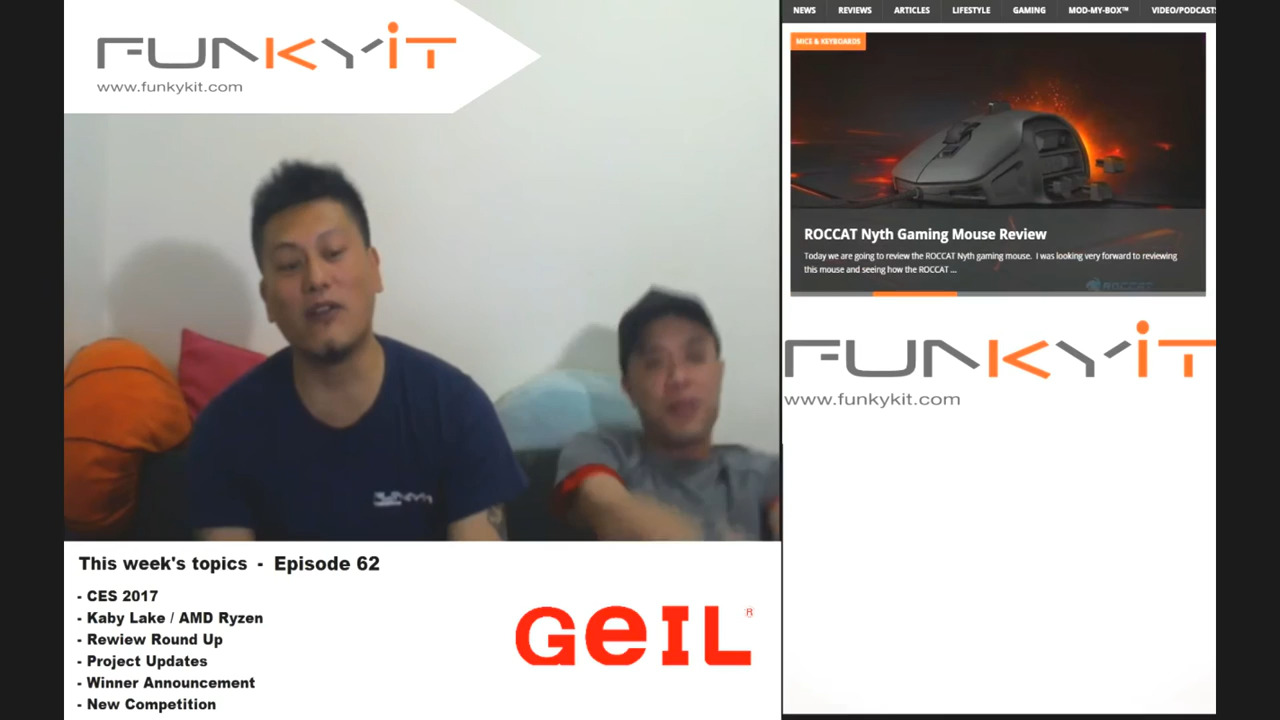 FUNKYiT
www.funkykit.com
FUNKYiT
This week's topics - Episode 62
- CES 2017
- Kaby Lake / AMD Ryzen
- Rewiew Round Up
- Project Updates
- Winner Announcement
- New Competition
GeIL®
NEWS REVIEWS ARTICLES LIFESTYLE GAMING MOD-MY-BOX™ VIDEO/PODCASTS
MICE & KEYBOARDS
ROCCAT Nyth Gaming Mouse Review
Today we are going to review the ROCCAT Nyth gaming mouse. I was looking very forward to reviewing
this mouse and seeing how the ROCCAT ...
ROCCAT
FUNKYiT
www.funkykit.com